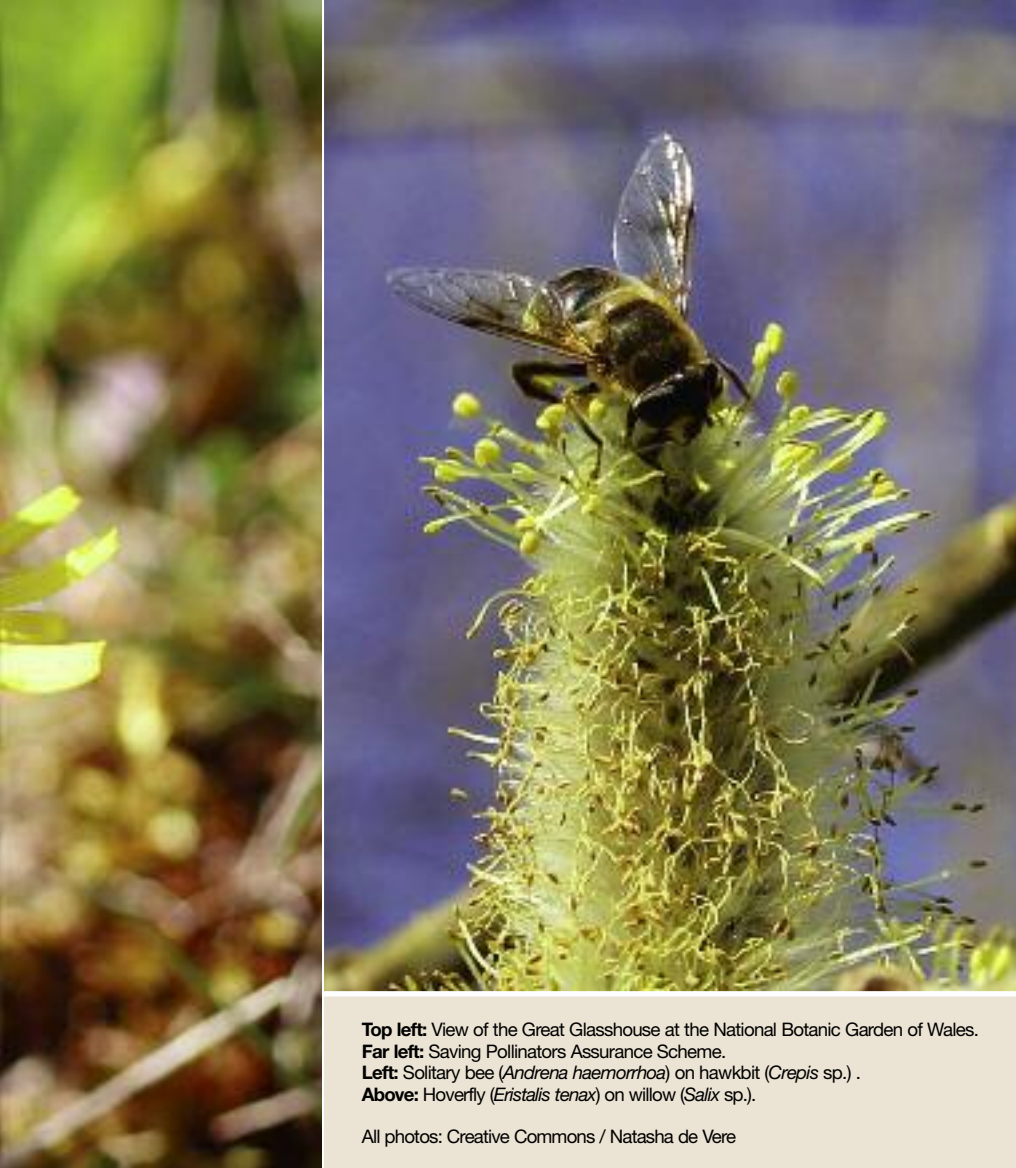 Top left: View of the Great Glasshouse at the National Botanic Garden of Wales.
Far left: Saving Pollinators Assurance Scheme.
Left: Solitary bee (Andrena haemorrhoa) on hawkbit (Crepis sp.) .
Above: Hoverfly (Eristalis tenax) on willow (Salix sp.).
All photos: Creative Commons / Natasha de Vere